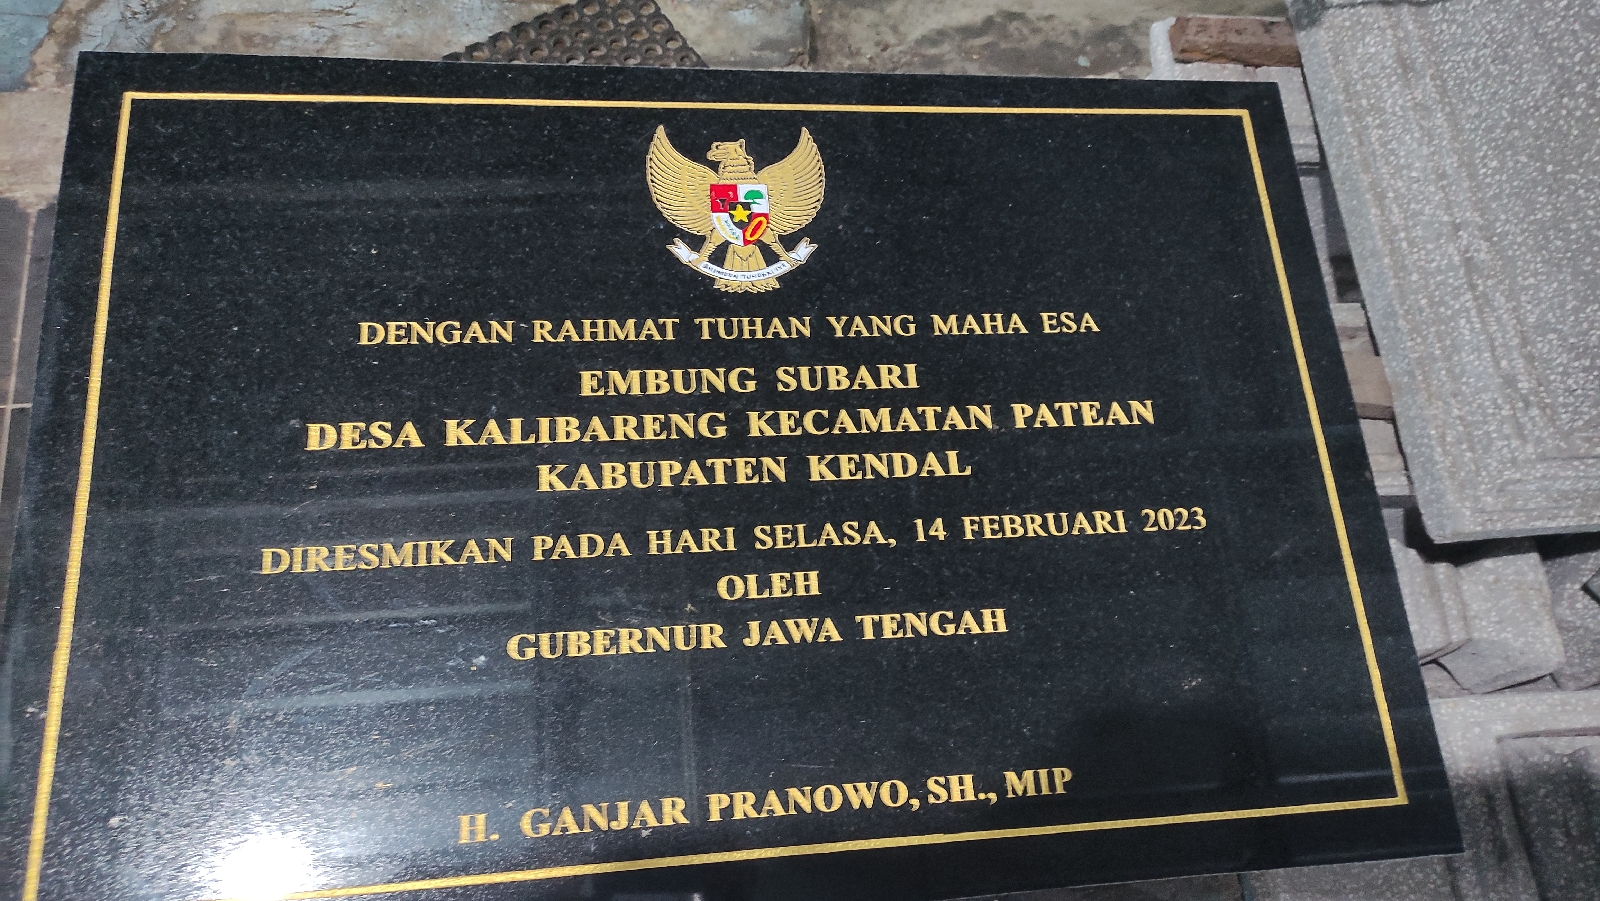 DENGAN RAHMAT TUHAN YANG MAHA ESA
EMBUNG SUBARI
DESA KALIBARENG KECAMATAN PATEAN
KABUPATEN KENDAL
DIRESMIKAN PADA HARI SELASA, 14 FEBRUARI 2023
OLEH
GUBERNUR JAWA TENGAH
H. GANJAR PRANOWO, SH., MIP